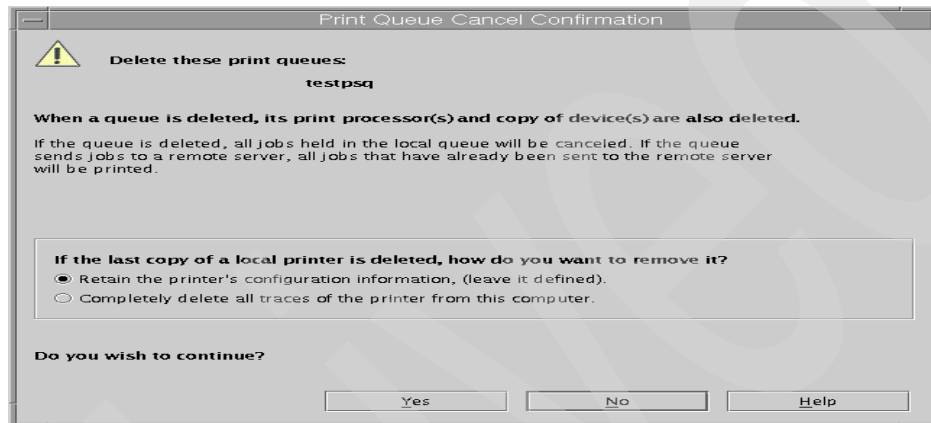 Print Queue Cancel Confirmation
Delete these print queues:
testpsq
When a queue is deleted, its print processor(s) and copy of device(s) are also deleted.
If the queue is deleted, all jobs held in the local queue will be canceled. If the queue
sends jobs to a remote server, all jobs that have already been sent to the remote server
will be printed.
If the last copy of a local printer is deleted, how do you want to remove it?
Retain the printer's configuration information, (leave it defined).
Completely delete all traces of the printer from this computer.
Do you wish to continue?
Yes No Help